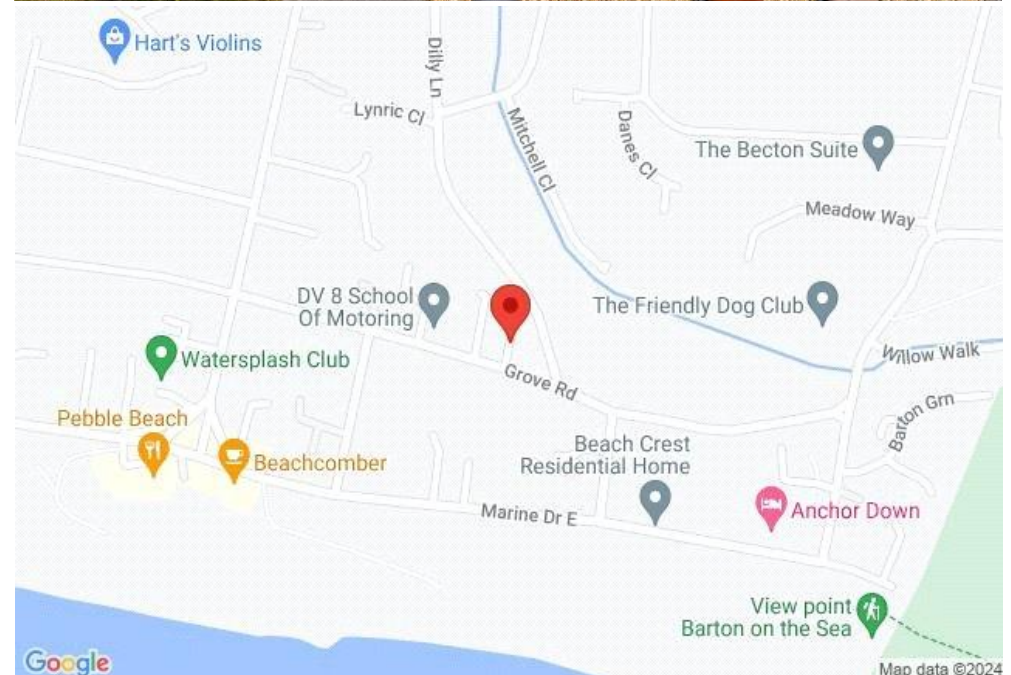 Hart's Violins
Dilly Ln
Lynric Cl
Mitchell Cl
Danes Cl
The Becton Suite
Meadow Way
DV 8 School
Of Motoring
The Friendly Dog Club
Willow Walk
Watersplash Club
Grove Rd
Barton Grn
Pebble Beach
Beachcomber
Beach Crest
Residential Home
Marine Dr E
Anchor Down
View point
Barton on the Sea
Google
Map data ©2024